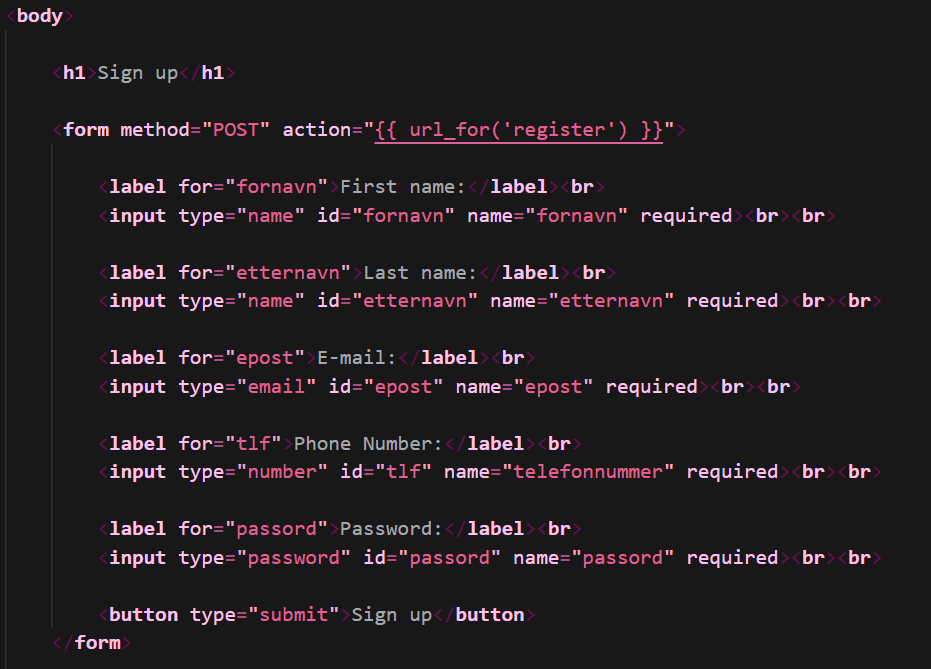 <body>
<h1>Sign up</h1>
<form method="POST" action="{{ url_for('register') }}">
<label for="fornavn">First name:</label><br>
<input type="name" id="fornavn" name="fornavn" required><br><br>
<label for="etternavn">Last name:</label><br>
<input type="name" id="etternavn" name="etternavn" required><br><br>
<label for="epost">E-mail:</label><br>
<input type="email" id="epost" name="epost" required><br><br>
<label for="tlf">Phone Number:</label><br>
<input type="number" id="tlf" name="telefonnummer" required><br><br>
<label for="passord">Password:</label><br>
<input type="password" id="passord" name="passord" required><br><br>
<button type="submit">Sign up</button>
</form>